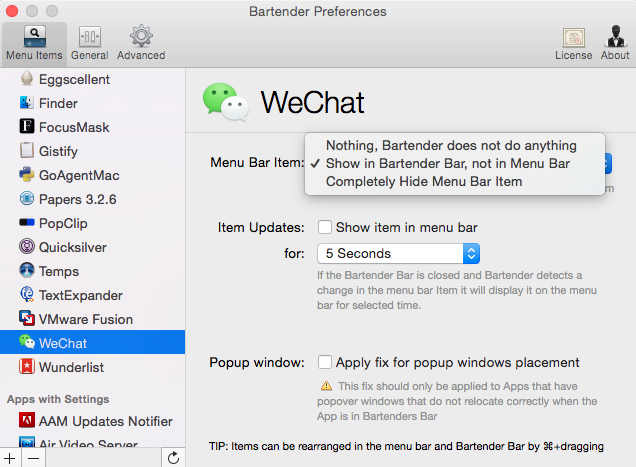 Bartender Preferences
Menu Items
General
Advanced
License
About
Eggscellent
Finder
FocusMask
Gistify
GoAgentMac
Papers 3.2.6
PopClip
Quicksilver
Temps
TextExpander
VMware Fusion
WeChat
Wunderlist
Apps with Settings
AAM Updates Notifier
Air Video Server
WeChat
Menu Bar Item:
Nothing, Bartender does not do anything
✓ Show in Bartender Bar, not in Menu Bar
Completely Hide Menu Bar Item
Item Updates:
Show item in menu bar
for:
5 Seconds
If the Bartender Bar is closed and Bartender detects a
change in the menu bar Item it will display it on the menu
bar for selected time.
Popup window:
Apply fix for popup windows placement
This fix should only be applied to Apps that have
popover windows that do not relocate correctly when the
App is in Bartenders Bar
TIP: Items can be rearranged in the menu bar and Bartender Bar by ⌘+dragging